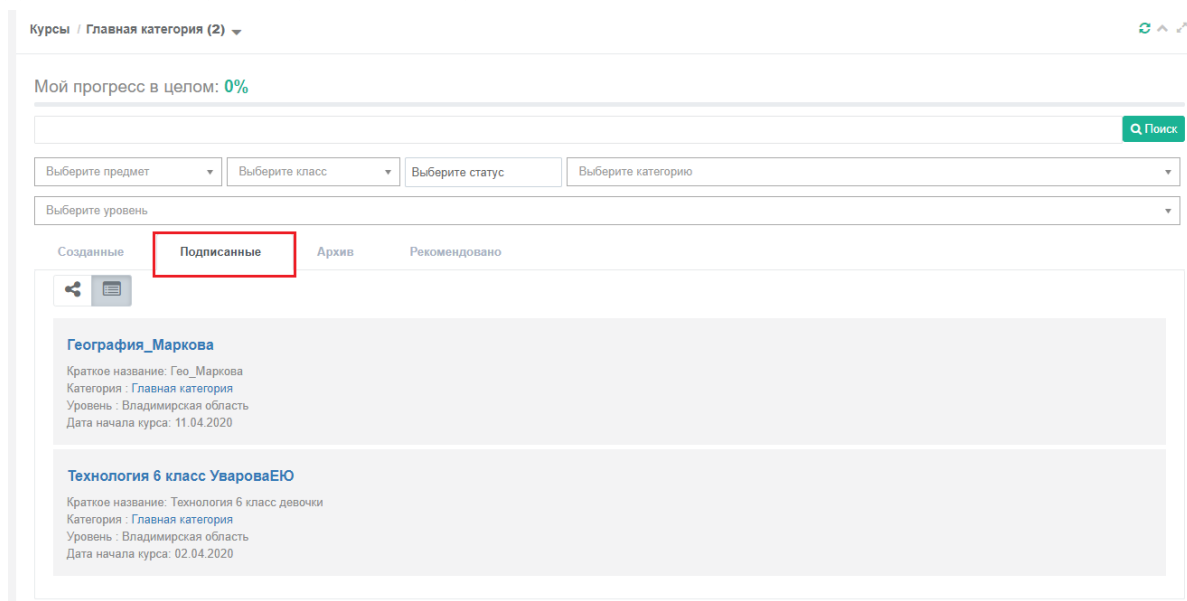 Курсы / Главная категория (2)
Мой прогресс в целом: 0%
Поиск
Выберите предмет Выберите класс Выберите статус Выберите категорию
Выберите уровень
Созданные Подписанные Архив Рекомендовано
География_Маркова
Краткое название: Гео_Маркова
Категория : Главная категория
Уровень : Владимирская область
Дата начала курса: 11.04.2020
Технология 6 класс УвароваЕЮ
Краткое название: Технология 6 класс девочки
Категория : Главная категория
Уровень : Владимирская область
Дата начала курса: 02.04.2020